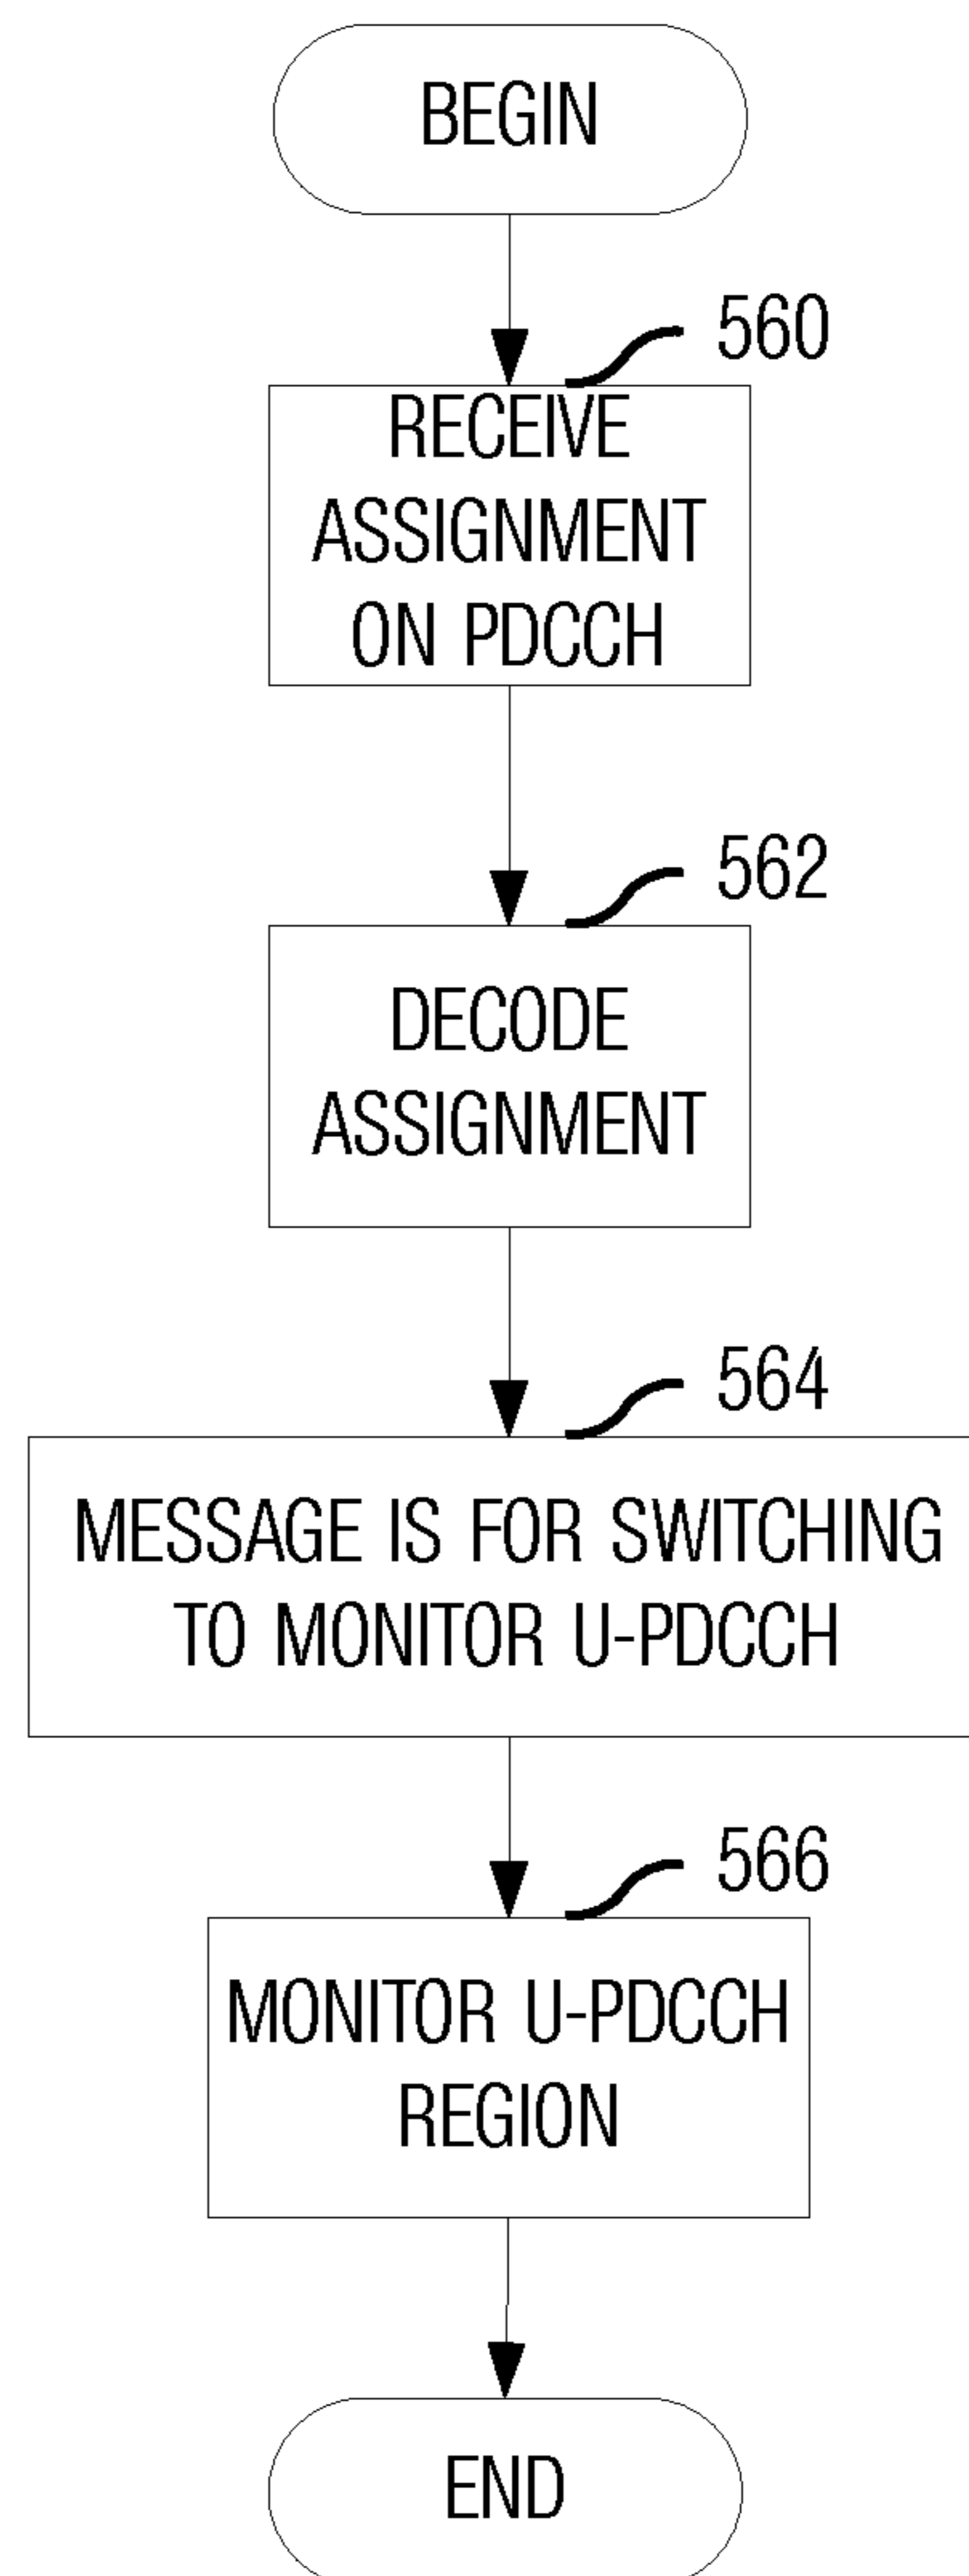 BEGIN
560
RECEIVE
ASSIGNMENT
ON PDCCH
562
DECODE
ASSIGNMENT
564
MESSAGE IS FOR SWITCHING
TO MONITOR U-PDCCH
566
MONITOR U-PDCCH
REGION
END